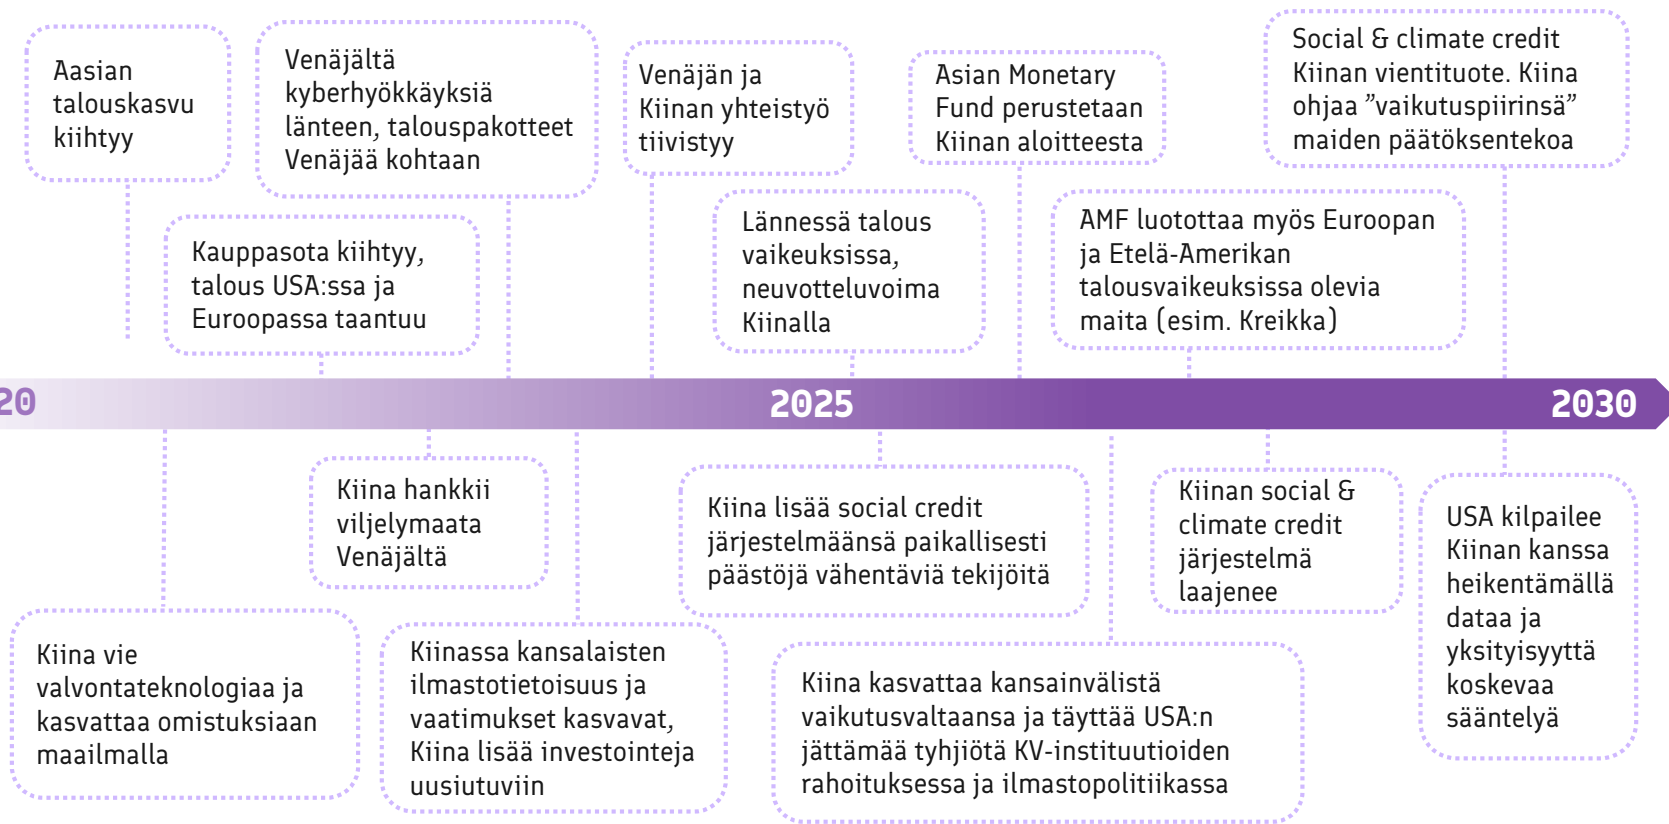 Aasian
talouskasvu
kiihtyy
Venäjältä
kyberhyökkäyksiä
länteen, talouspakotteet
Venäjää kohtaan
Venäjän ja
Kiinan yhteistyö
tiivistyy
Asian Monetary
Fund perustetaan
Kiinan aloitteesta
Social & climate credit
Kiinan vientituote. Kiina
ohjaa ”vaikutuspiirinsä”
maiden päätöksentekoa
Kauppasota kiihtyy,
talous USA:ssa ja
Euroopassa taantuu
Lännessä talous
vaikeuksissa,
neuvotteluvoima
Kiinalla
AMF luotottaa myös Euroopan
ja Etelä-Amerikan
talousvaikeuksissa olevia
maita (esim. Kreikka)
20
2025
2030
Kiina hankkii
viljelymaata
Venäjältä
Kiina lisää social credit
järjestelmäänsä paikallisesti
päästöjä vähentäviä tekijöitä
Kiinan social &
climate credit
järjestelmä
laajenee
USA kilpailee
Kiinan kanssa
heikentämällä
dataa ja
yksityisyyttä
koskevaa
sääntelyä
Kiina vie
valvontateknologiaa ja
kasvattaa omistuksiaan
maailmalla
Kiinassa kansalaisten
ilmastotietoisuus ja
vaatimukset kasvavat,
Kiina lisää investointeja
uusiutuviin
Kiina kasvattaa kansainvälistä
vaikutusvaltaansa ja täyttää USA:n
jättämää tyhjiötä KV-instituutioiden
rahoituksessa ja ilmastopolitiikassa